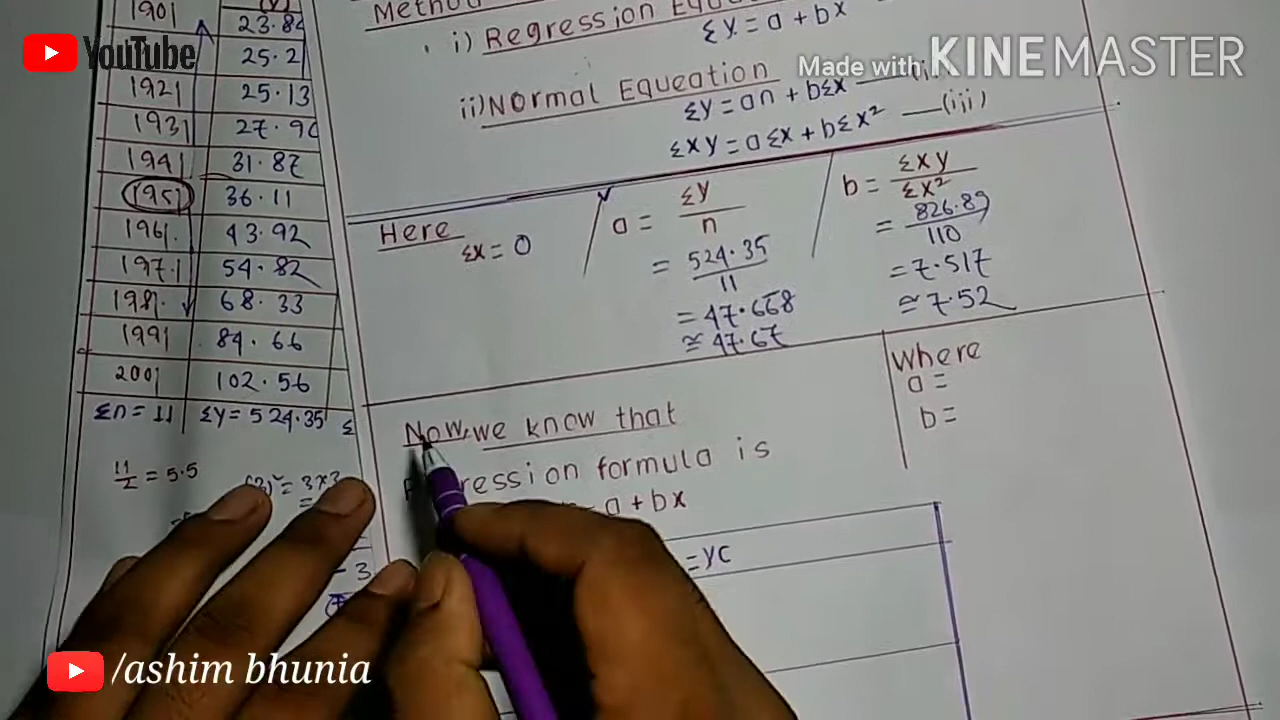 YouTube
Made with KINEMASTER
1901
(Y)
23.84
25.2
1921 25.13
1931 27.9
1941 31.87
1951 36.11
1961 43.92
1971 54.82
1981 68.33
1991 84.66
2001 102.56
Σn = 11 Σy = 524.35 Σ
11/2 = 5.5
Method
i) Regression
Σy = a + bx
ii) Normal Equeation
Σy = an + bΣx
Σxy = aΣx + bΣx² —(iii)
Here
Σx = 0
a = Σy/n
= 524.35/11
= 47.668
≅ 47.67
b = Σxy/Σx²
= 826.89/110
= 7.517
≅ 7.52
Now, we know that
ression formula is
a + bx
= YC
Where
a =
b =
/ashim bhunia